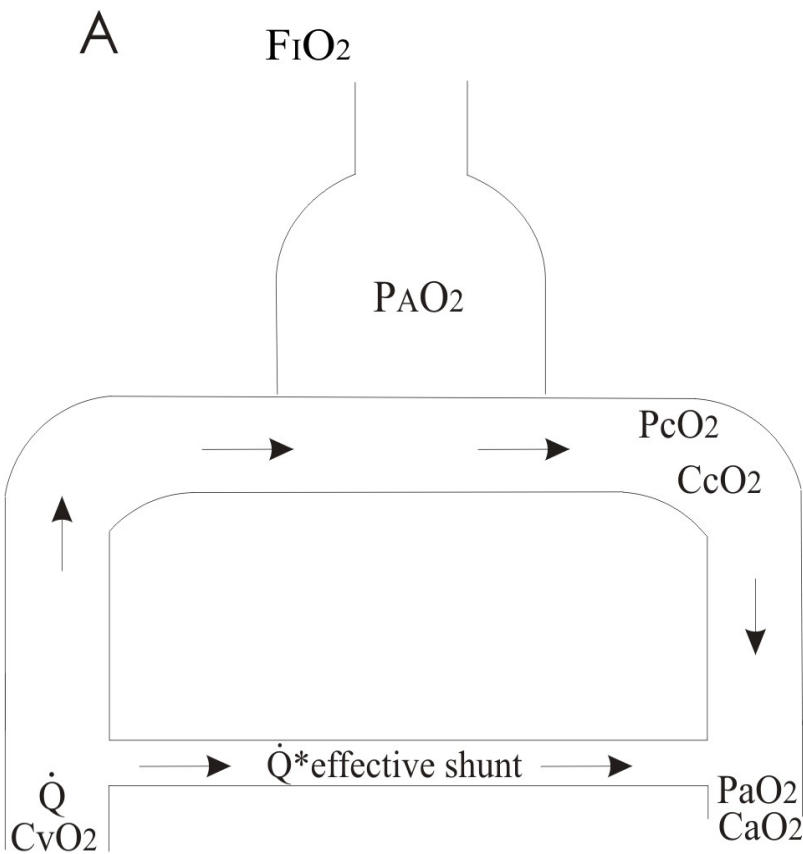 A
FIO2
PAO2
PcO2
CcO2
Q̇*effective shunt
Q̇
CvO2
PaO2
CaO2